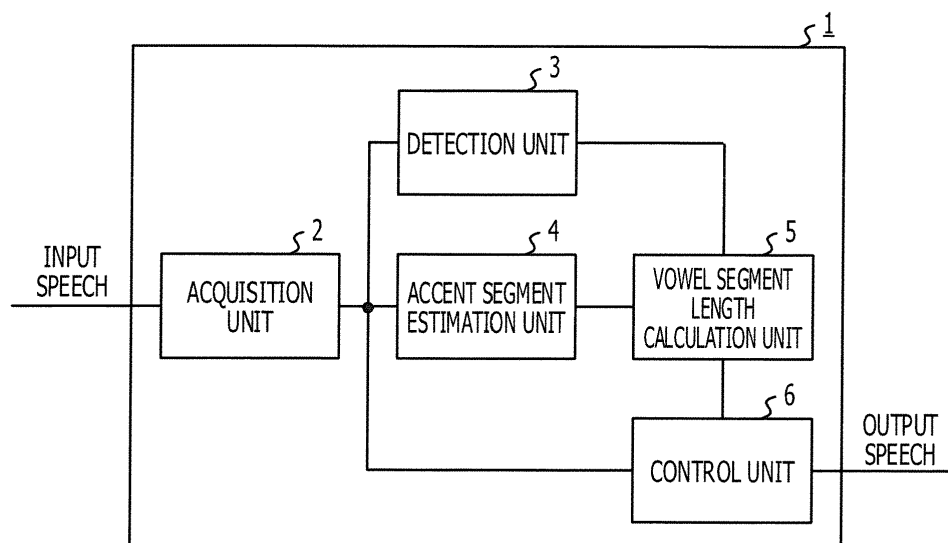 1
3
DETECTION UNIT
2
4
5
INPUT
SPEECH
ACQUISITION
UNIT
ACCENT SEGMENT
ESTIMATION UNIT
VOWEL SEGMENT
LENGTH
CALCULATION UNIT
6
CONTROL UNIT
OUTPUT
SPEECH